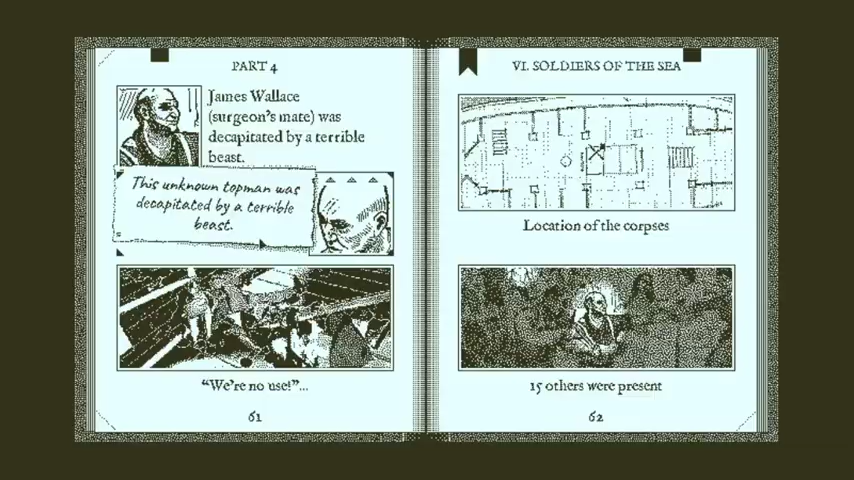 PART 4
James Wallace
(surgeon's mate) was
decapitated by a terrible
beast.
This unknown topman was
decapitated by a terrible
beast.
"We're no use!"...
61
VI. SOLDIERS OF THE SEA
Location of the corpses
15 others were present
62